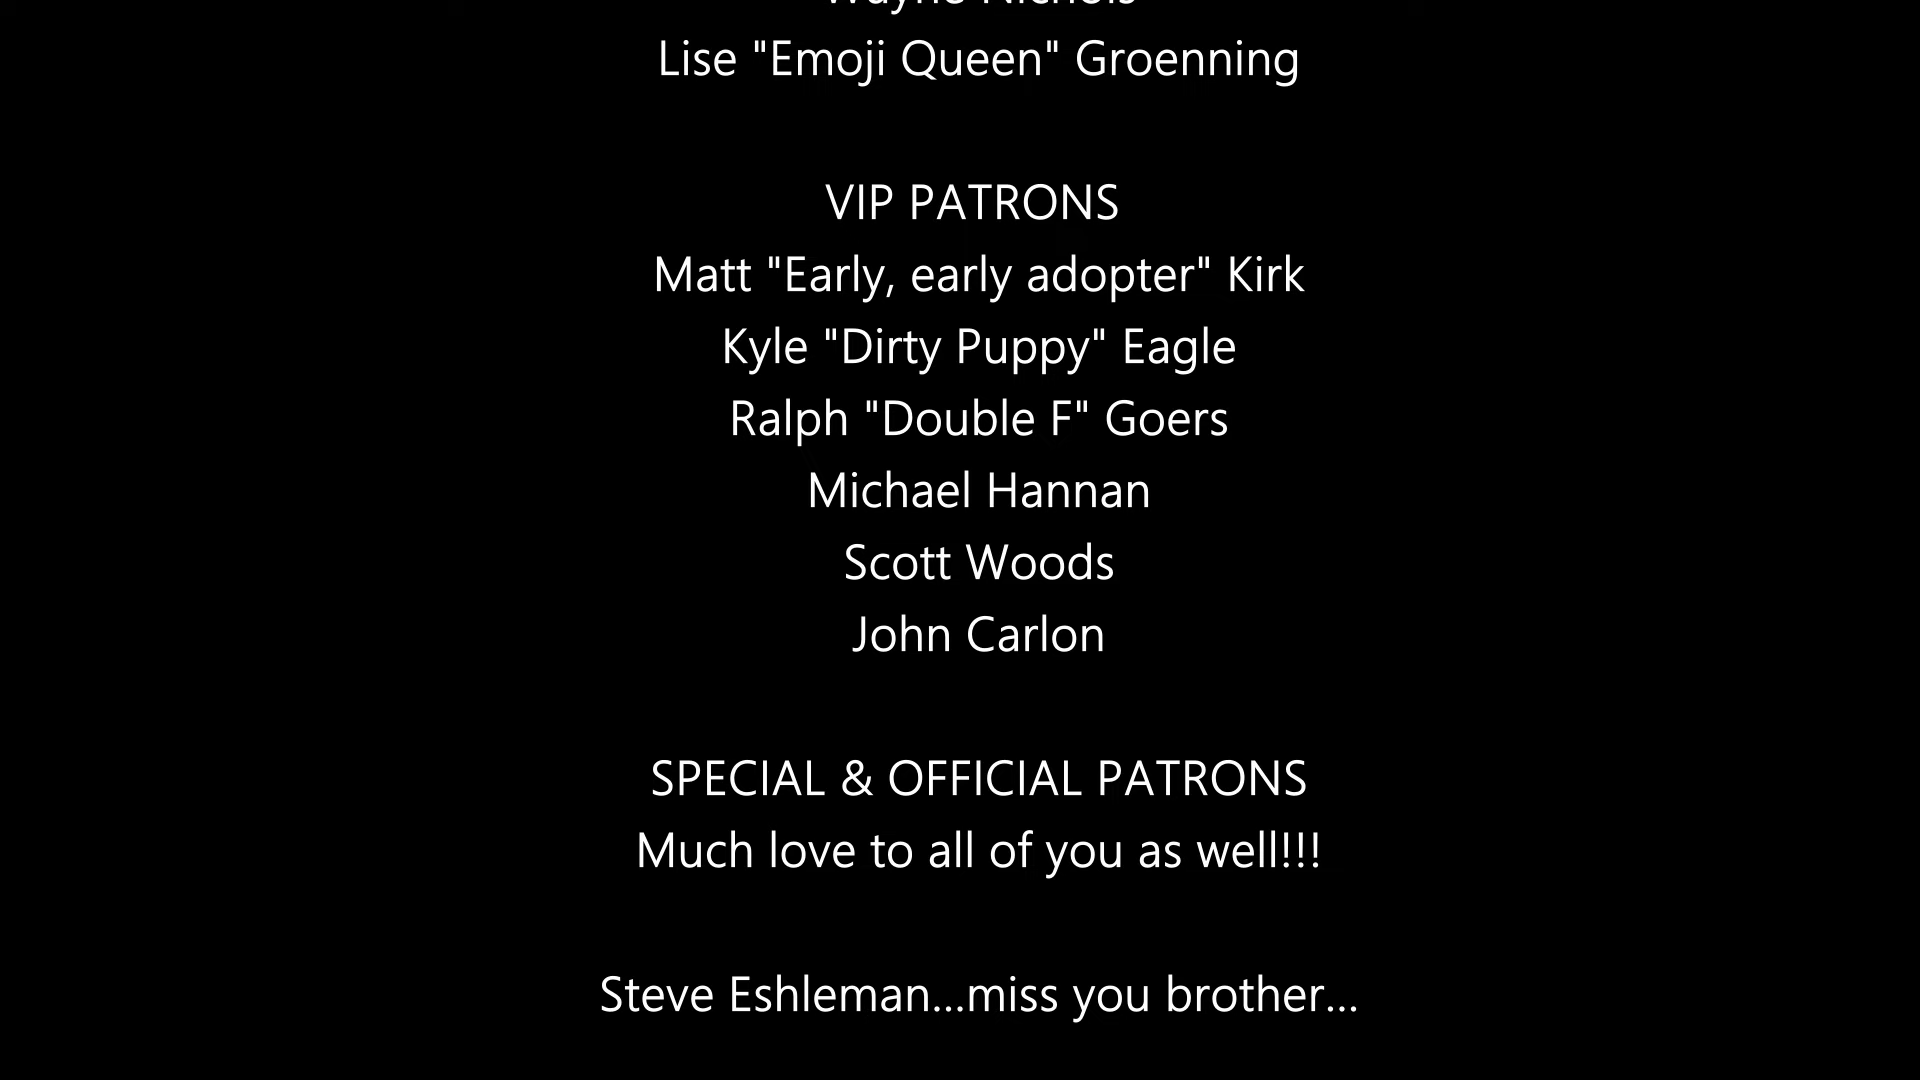 Wayne Nichols
Lise "Emoji Queen" Groenning
VIP PATRONS
Matt "Early, early adopter" Kirk
Kyle "Dirty Puppy" Eagle
Ralph "Double F" Goers
Michael Hannan
Scott Woods
John Carlon
SPECIAL & OFFICIAL PATRONS
Much love to all of you as well!!!
Steve Eshleman...miss you brother...